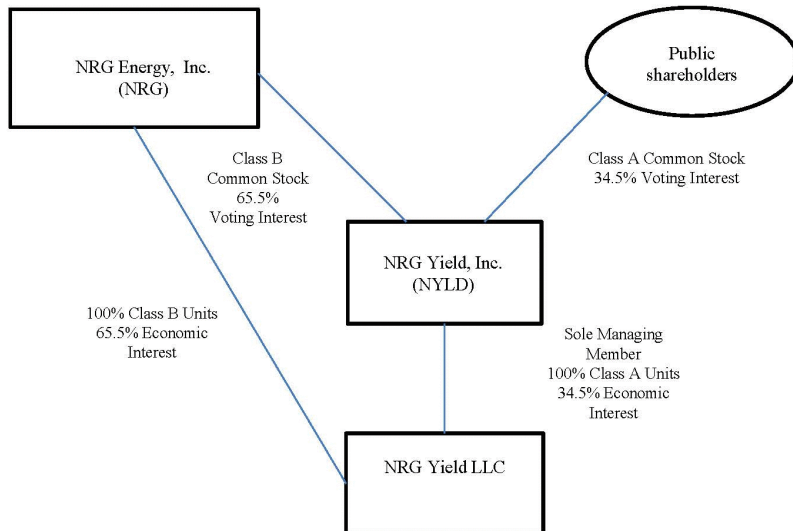 NRG Energy, Inc.
(NRG)
Public
shareholders
Class B
Common Stock
65.5%
Voting Interest
Class A Common Stock
34.5% Voting Interest
NRG Yield, Inc.
(NYLD)
100% Class B Units
65.5% Economic
Interest
Sole Managing
Member
100% Class A Units
34.5% Economic
Interest
NRG Yield LLC